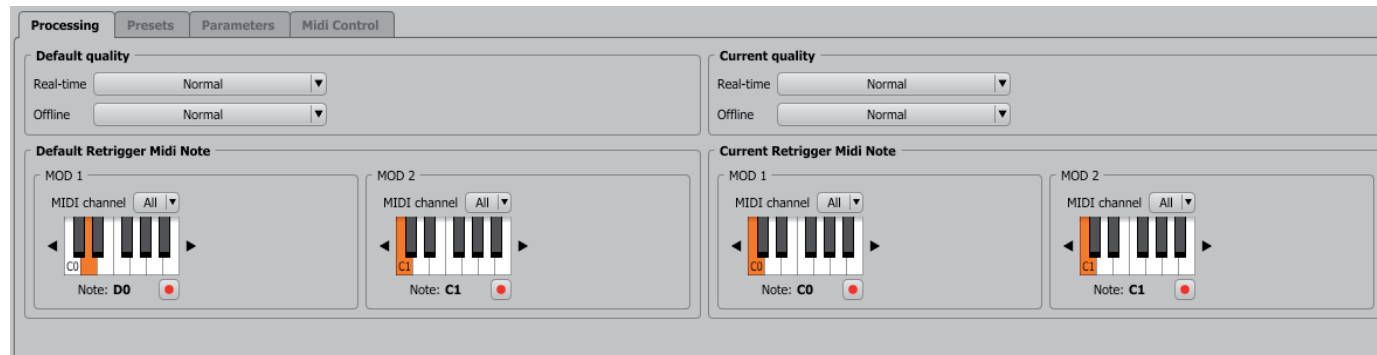 Processing Presets Parameters Midi Control
Default quality Current quality
Real-time Normal Real-time Normal
Offline Normal Offline Normal
Default Retrigger Midi Note Current Retrigger Midi Note
MOD 1 MOD 2 MOD 1 MOD 2
MIDI channel All MIDI channel All MIDI channel All MIDI channel All
C0 C1 C0 C1
Note: D0 Note: C1 Note: C0 Note: C1